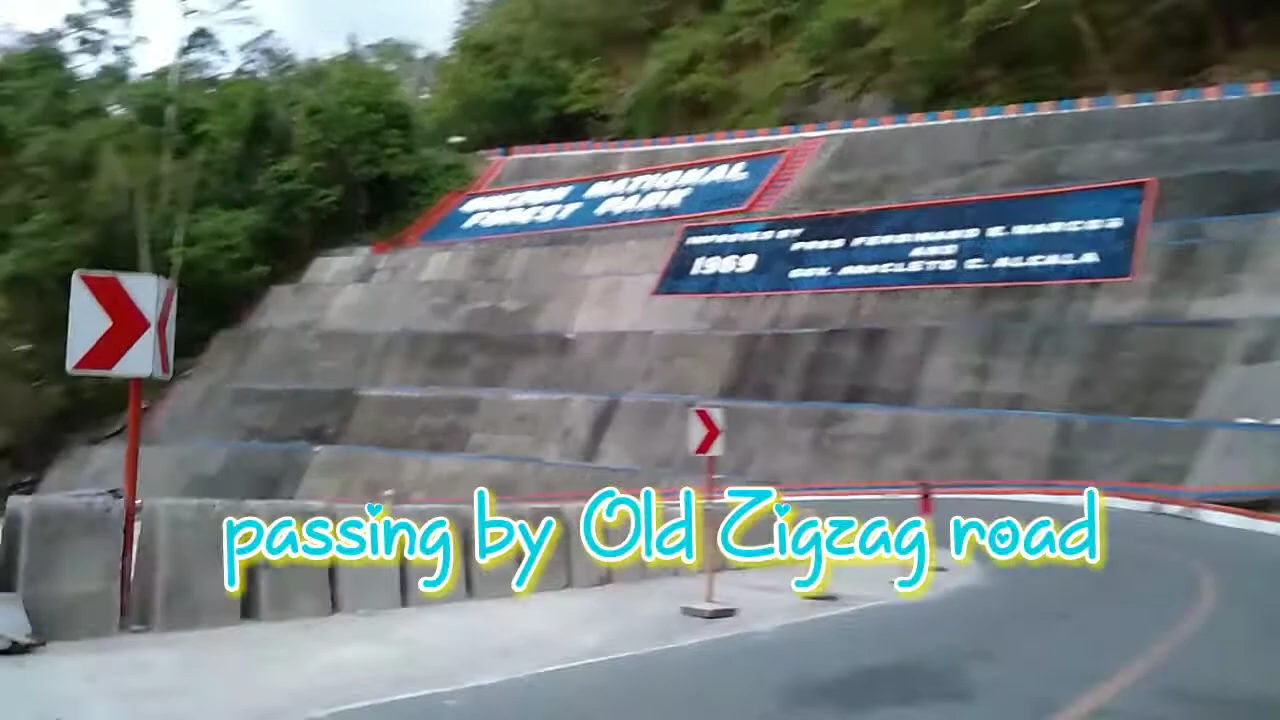 QUEZON NATIONAL
FOREST PARK
IMPROVED BY
1969
PRES FERDINAND E. MARCOS
AND
GOV. ANACLETO C. ALCALA
passing by Old Zigzag road